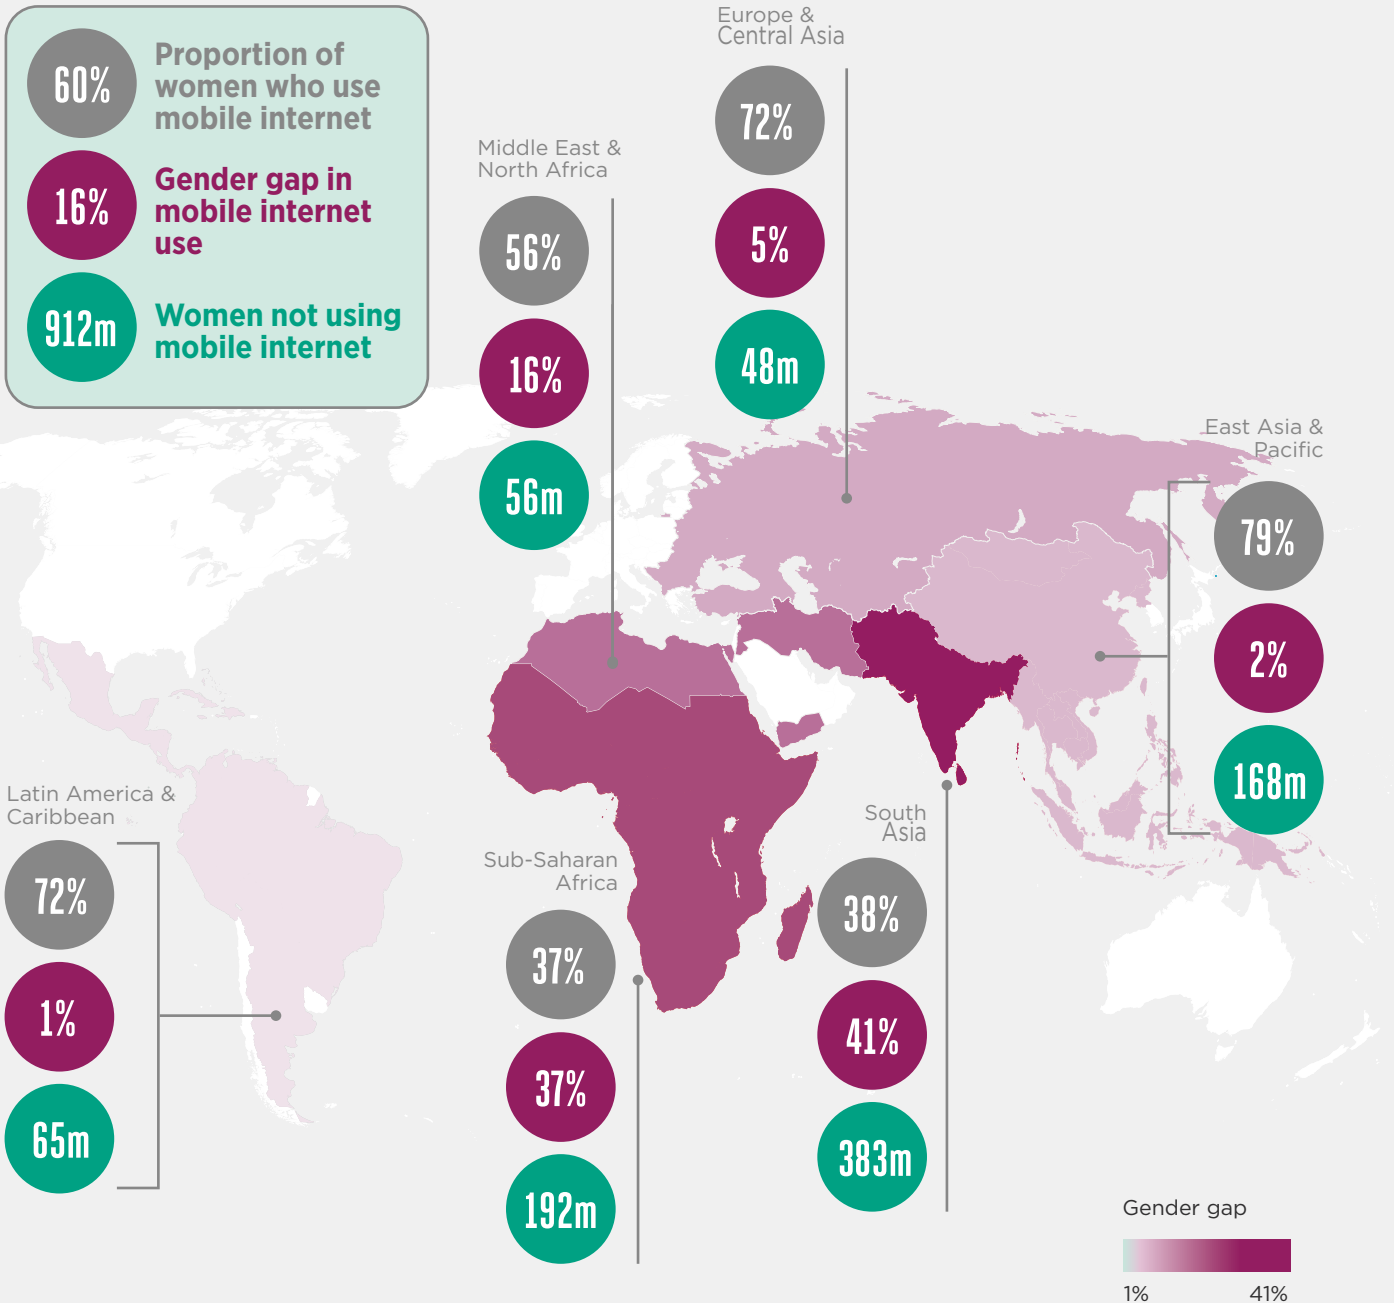 60%
Proportion of
women who use
mobile internet
16%
Gender gap in
mobile internet
use
912m
Women not using
mobile internet
Europe &
Central Asia
72%
5%
48m
Middle East &
North Africa
56%
16%
56m
East Asia &
Pacific
79%
2%
168m
Latin America &
Caribbean
72%
1%
65m
Sub-Saharan
Africa
37%
37%
192m
South
Asia
38%
41%
383m
Gender gap
1%
41%